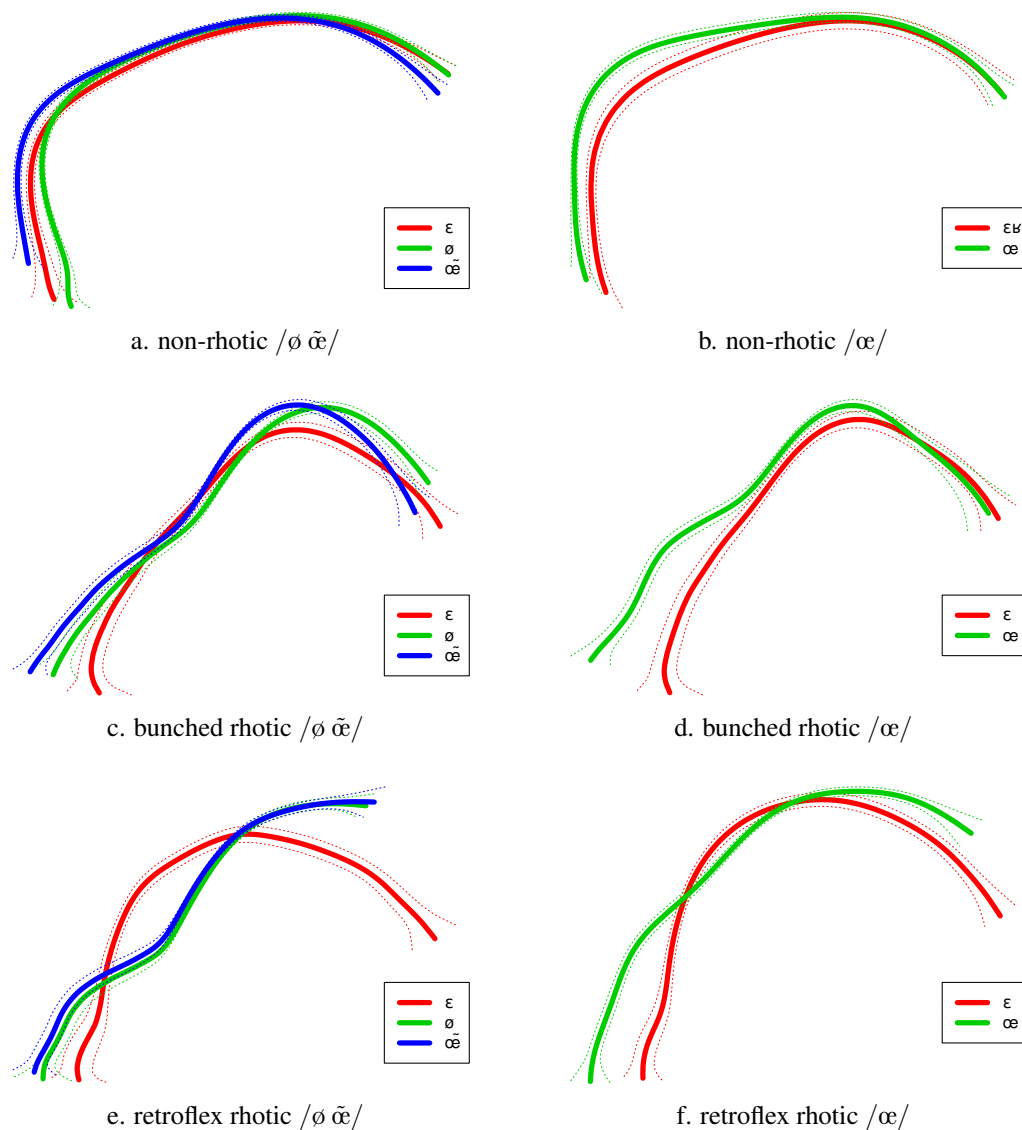 ɛ
ø
œ̃
ɛʁ
œ
a. non-rhotic /ø œ̃/
b. non-rhotic /œ/
ɛ
ø
œ̃
ɛ
œ
c. bunched rhotic /ø œ̃/
d. bunched rhotic /œ/
ɛ
ø
œ̃
ɛ
œ
e. retroflex rhotic /ø œ̃/
f. retroflex rhotic /œ/